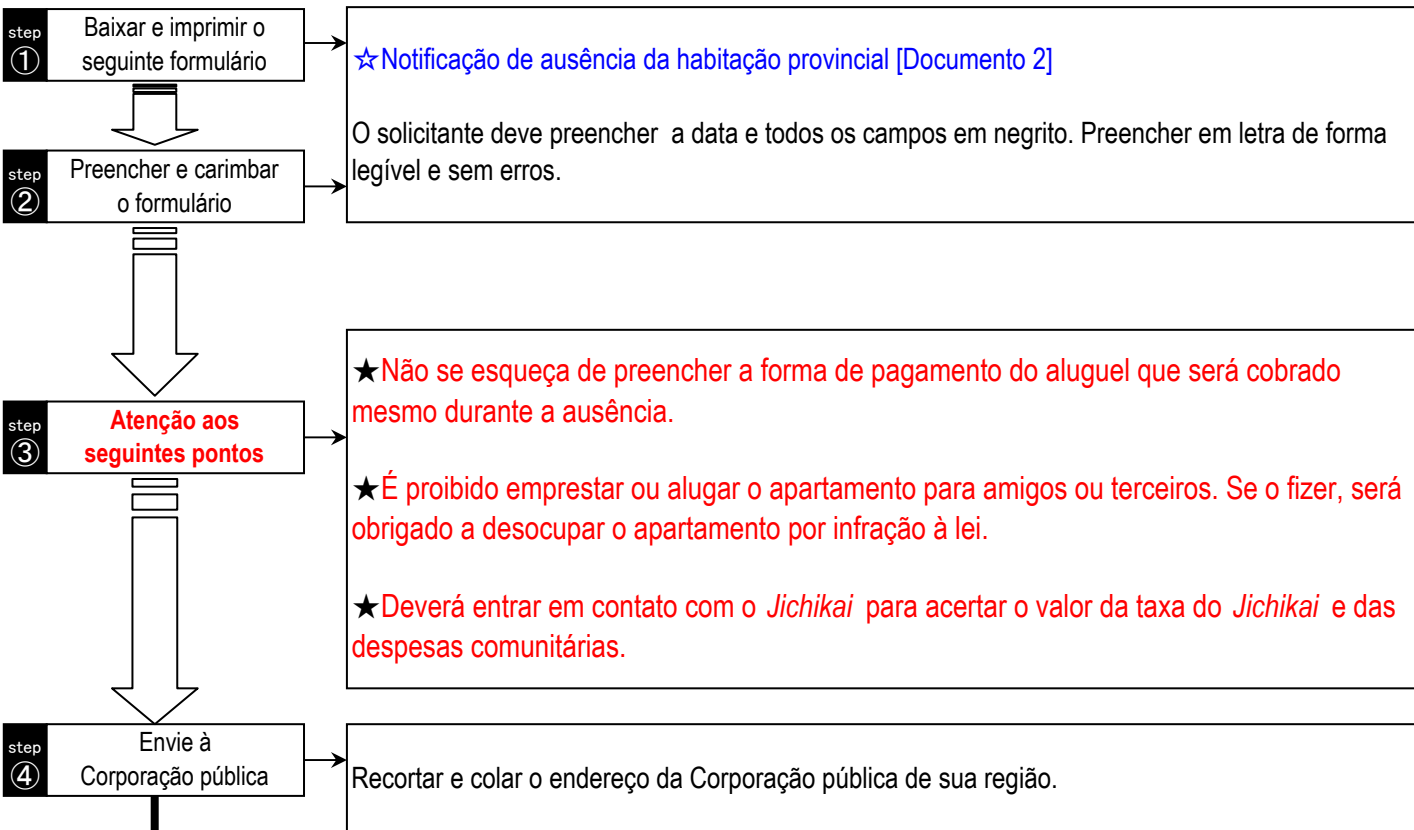 step
①
Baixar e imprimir o
seguinte formulário
☆Notificação de ausência da habitação provincial [Documento 2]
O solicitante deve preencher a data e todos os campos em negrito. Preencher em letra de forma
legível e sem erros.
step
②
Preencher e carimbar
o formulário
step
③
Atenção aos
seguintes pontos
★Não se esqueça de preencher a forma de pagamento do aluguel que será cobrado
mesmo durante a ausência.
★É proibido emprestar ou alugar o apartamento para amigos ou terceiros. Se o fizer, será
obrigado a desocupar o apartamento por infração à lei.
★Deverá entrar em contato com o Jichikai para acertar o valor da taxa do Jichikai e das
despesas comunitárias.
step
④
Envie à
Corporação pública
Recortar e colar o endereço da Corporação pública de sua região.